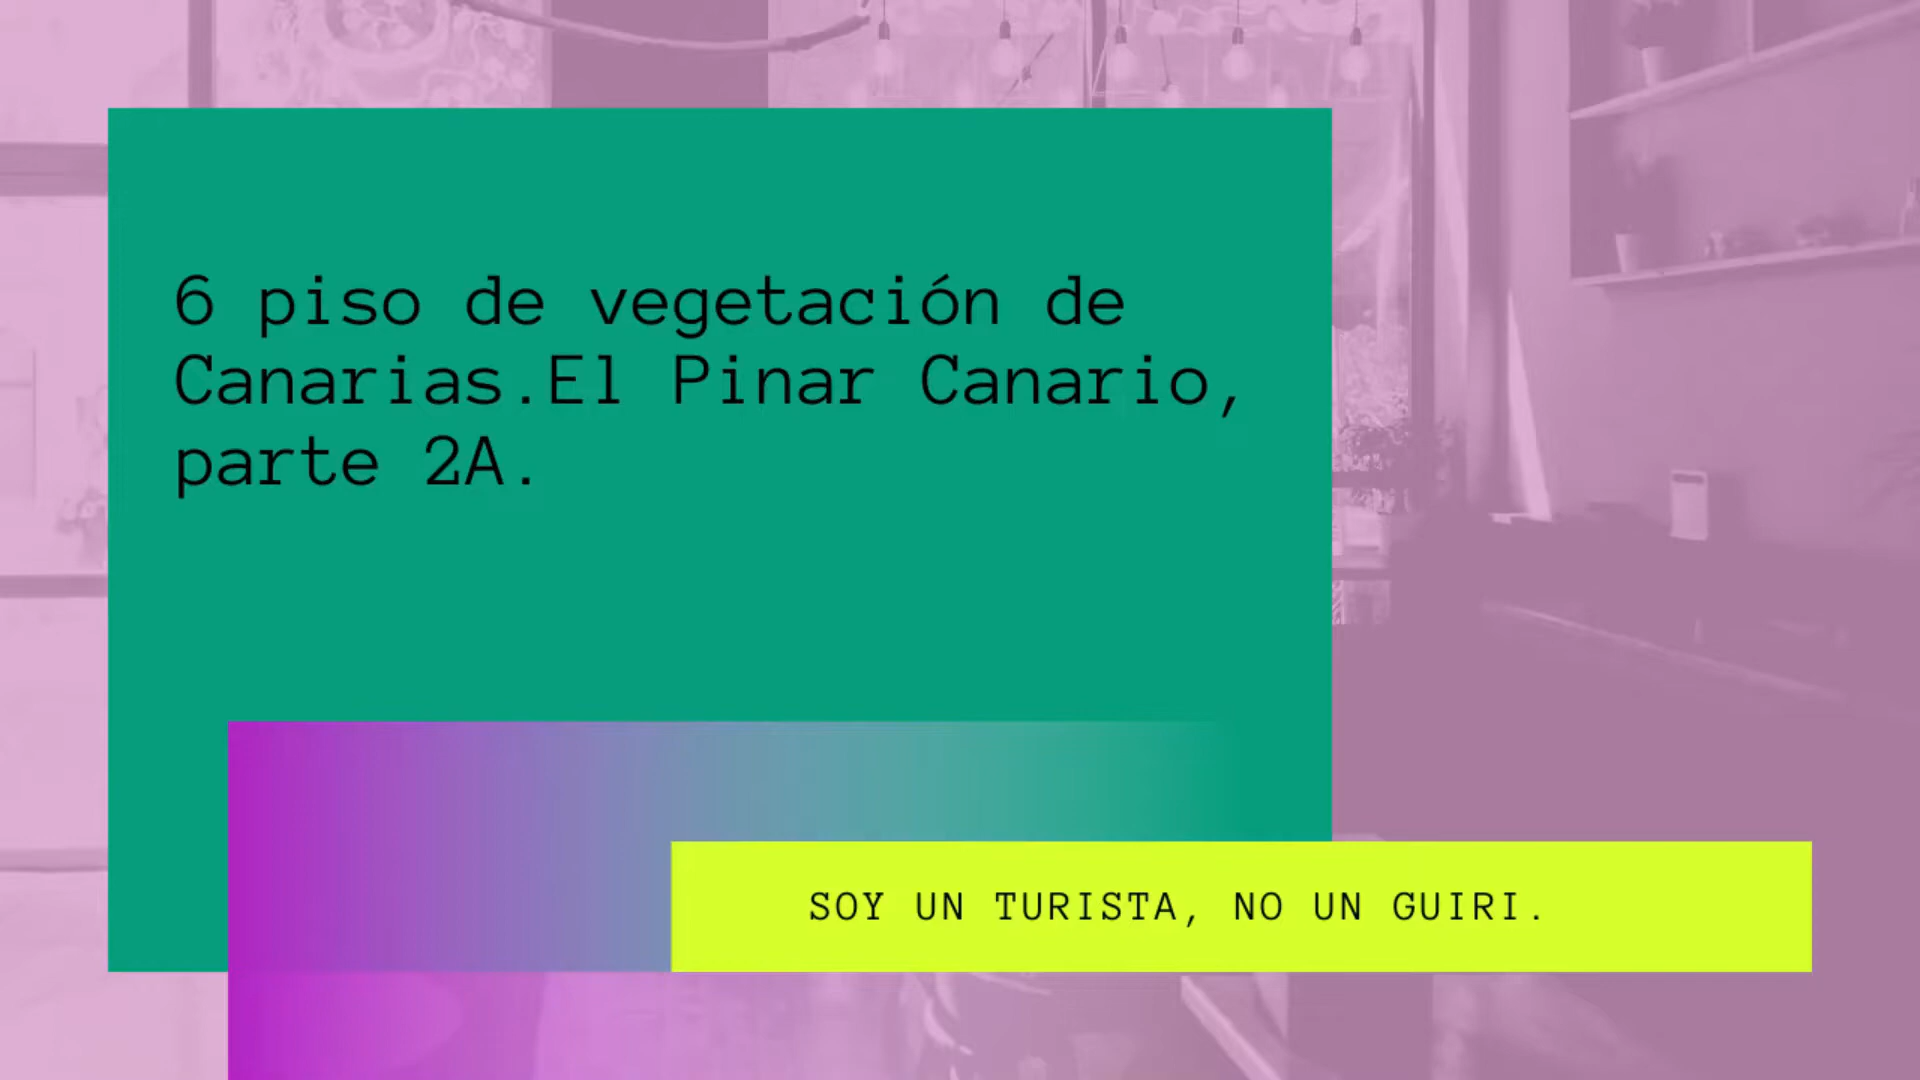 6 piso de vegetación de
Canarias.El Pinar Canario,
parte 2A.
SOY UN TURISTA, NO UN GUIRI.